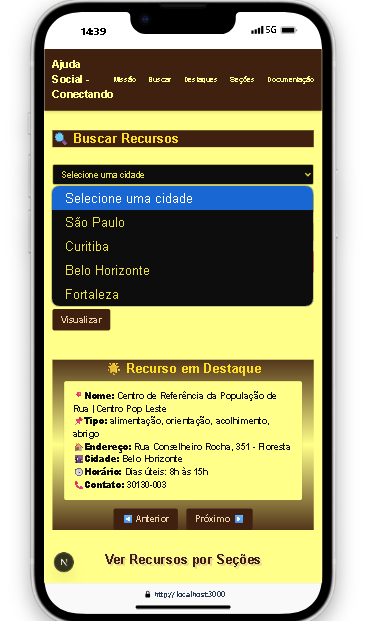 14:39
5G
Ajuda
Social -
Conectando
Missão Buscar Destaques Seções Documentação
🔍 Buscar Recursos
Selecione uma cidade
Selecione uma cidade
São Paulo
Curitiba
Belo Horizonte
Fortaleza
Visualizar
🌟 Recurso em Destaque
📍Nome: Centro de Referência da População de
Rua | Centro Pop Leste
📌Tipo: alimentação, orientação, acolhimento,
abrigo
🏠Endereço: Rua Conselheiro Rocha, 351 - Floresta
🌆Cidade: Belo Horizonte
🕒Horário: Dias úteis: 8h às 15h
📞Contato: 30130-003
◀️ Anterior Próximo ▶️
N
Ver Recursos por Seções
http://localhost:3000